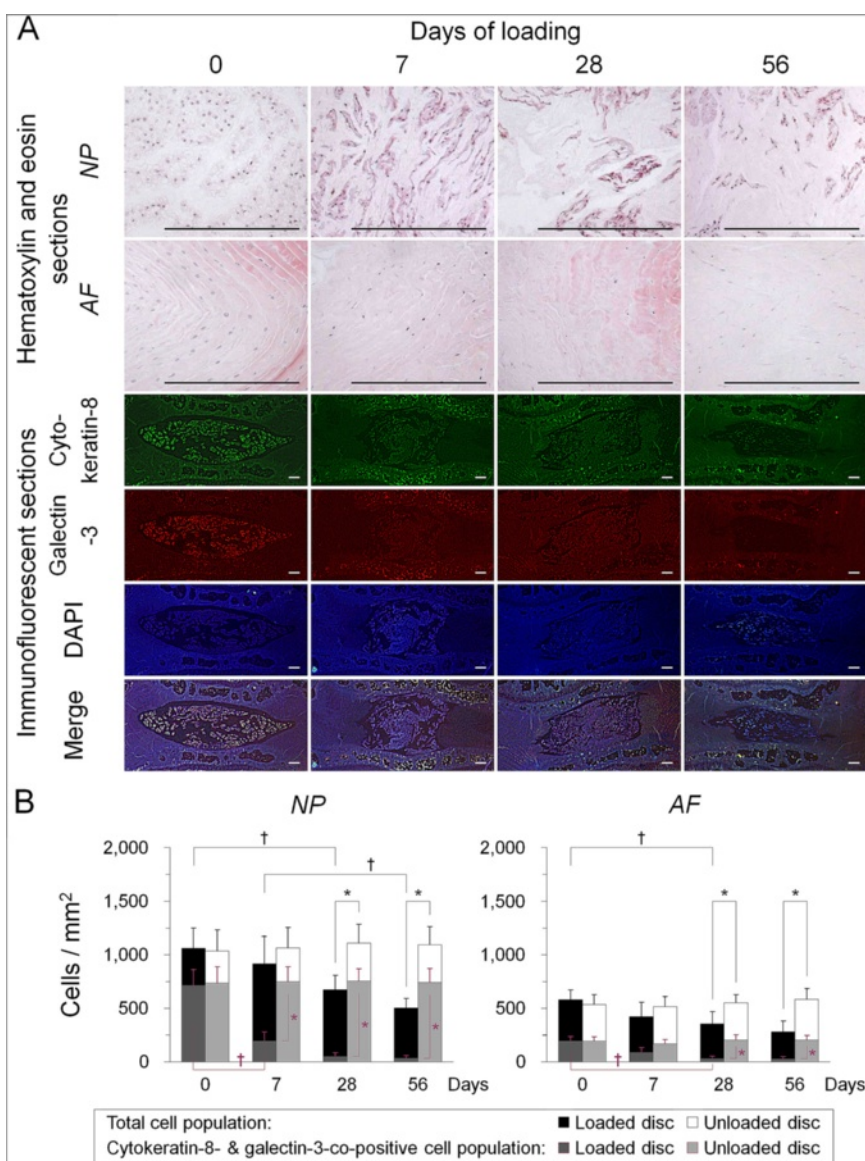 A
Days of loading
0 7 28 56
Hematoxylin and eosin
sections
NP
AF
Immunofluorescent sections
Cyto-
keratin-8
Galectin
-3
DAPI
Merge
B
NP AF
Cells / mm2
2,000
1,500
1,000
500
0
† † * * * * * †
0 7 28 56 Days
2,000
1,500
1,000
500
0
† * * * * †
0 7 28 56 Days
Total cell population: Loaded disc Unloaded disc
Cytokeratin-8- & galectin-3-co-positive cell population: Loaded disc Unloaded disc